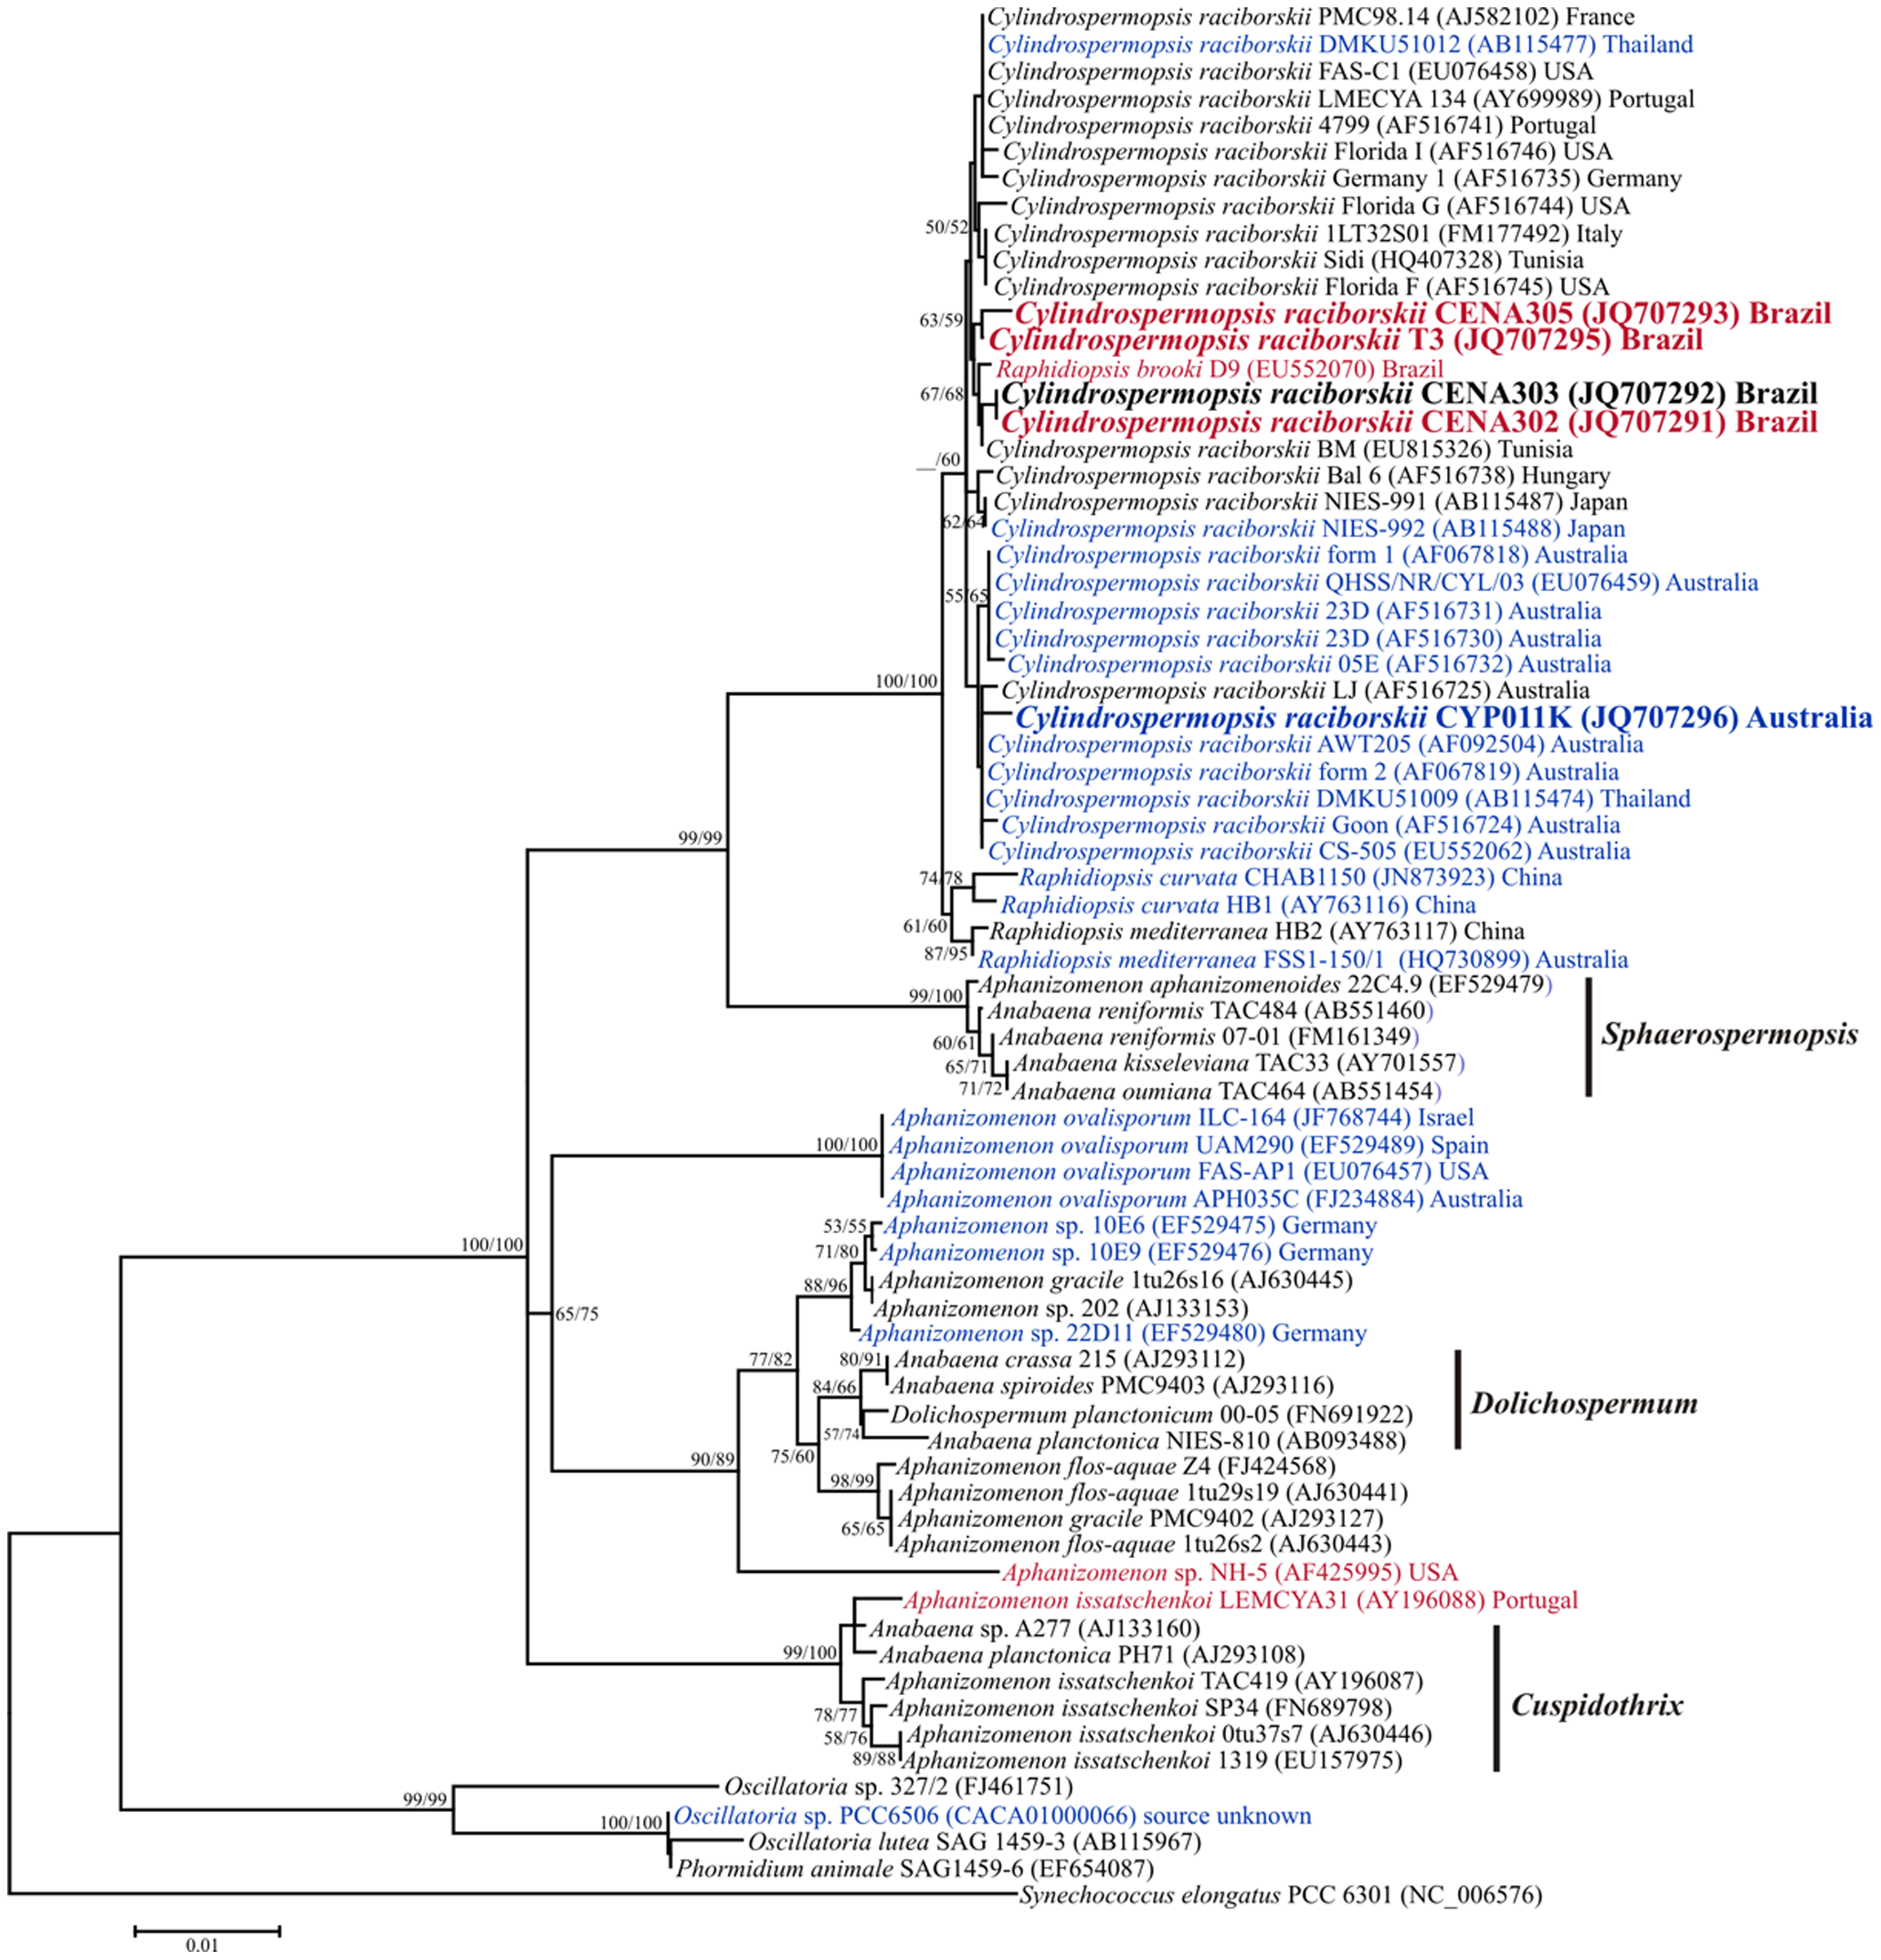 Cylindrospermopsis raciborskii PMC98.14 (AJ582102) France
Cylindrospermopsis raciborskii DMKU51012 (AB115477) Thailand
Cylindrospermopsis raciborskii FAS-C1 (EU076458) USA
Cylindrospermopsis raciborskii LMECYA 134 (AY699989) Portugal
Cylindrospermopsis raciborskii 4799 (AF516741) Portugal
Cylindrospermopsis raciborskii Florida I (AF516746) USA
Cylindrospermopsis raciborskii Germany 1 (AF516735) Germany
Cylindrospermopsis raciborskii Florida G (AF516744) USA
50/52
Cylindrospermopsis raciborskii 1LT32S01 (FM177492) Italy
Cylindrospermopsis raciborskii Sidi (HQ407328) Tunisia
Cylindrospermopsis raciborskii Florida F (AF516745) USA
Cylindrospermopsis raciborskii CENA305 (JQ707293) Brazil
63/59
Cylindrospermopsis raciborskii T3 (JQ707295) Brazil
Raphidiopsis brooki D9 (EU552070) Brazil
67/68
Cylindrospermopsis raciborskii CENA303 (JQ707292) Brazil
Cylindrospermopsis raciborskii CENA302 (JQ707291) Brazil
Cylindrospermopsis raciborskii BM (EU815326) Tunisia
__/60
Cylindrospermopsis raciborskii Bal 6 (AF516738) Hungary
Cylindrospermopsis raciborskii NIES-991 (AB115487) Japan
62/64
Cylindrospermopsis raciborskii NIES-992 (AB115488) Japan
Cylindrospermopsis raciborskii form 1 (AF067818) Australia
Cylindrospermopsis raciborskii QHSS/NR/CYL/03 (EU076459) Australia
55/65
Cylindrospermopsis raciborskii 23D (AF516731) Australia
Cylindrospermopsis raciborskii 23D (AF516730) Australia
Cylindrospermopsis raciborskii 05E (AF516732) Australia
100/100
Cylindrospermopsis raciborskii LJ (AF516725) Australia
Cylindrospermopsis raciborskii CYP011K (JQ707296) Australia
Cylindrospermopsis raciborskii AWT205 (AF092504) Australia
Cylindrospermopsis raciborskii form 2 (AF067819) Australia
Cylindrospermopsis raciborskii DMKU51009 (AB115474) Thailand
Cylindrospermopsis raciborskii Goon (AF516724) Australia
99/99
Cylindrospermopsis raciborskii CS-505 (EU552062) Australia
74/78
Raphidiopsis curvata CHAB1150 (JN873923) China
Raphidiopsis curvata HB1 (AY763116) China
61/60
Raphidiopsis mediterranea HB2 (AY763117) China
87/95
Raphidiopsis mediterranea FSS1-150/1 (HQ730899) Australia
Aphanizomenon aphanizomenoides 22C4.9 (EF529479)
99/100
Anabaena reniformis TAC484 (AB551460)
Sphaerospermopsis
Anabaena reniformis 07-01 (FM161349)
60/61
Anabaena kisseleviana TAC33 (AY701557)
65/71
Anabaena oumiana TAC464 (AB551454)
71/72
Aphanizomenon ovalisporum ILC-164 (JF768744) Israel
100/100
Aphanizomenon ovalisporum UAM290 (EF529489) Spain
Aphanizomenon ovalisporum FAS-AP1 (EU076457) USA
Aphanizomenon ovalisporum APH035C (FJ234884) Australia
53/55
Aphanizomenon sp. 10E6 (EF529475) Germany
100/100
71/80
Aphanizomenon sp. 10E9 (EF529476) Germany
88/96
Aphanizomenon gracile 1tu26s16 (AJ630445)
65/75
Aphanizomenon sp. 202 (AJ133153)
Aphanizomenon sp. 22D11 (EF529480) Germany
77/82
80/91
Anabaena crassa 215 (AJ293112)
84/66
Anabaena spiroides PMC9403 (AJ293116)
Dolichospermum
Dolichospermum planctonicum 00-05 (FN691922)
57/74
Anabaena planctonica NIES-810 (AB093488)
90/89
75/60
Aphanizomenon flos-aquae Z4 (FJ424568)
98/99
Aphanizomenon flos-aquae 1tu29s19 (AJ630441)
Aphanizomenon gracile PMC9402 (AJ293127)
65/65
Aphanizomenon flos-aquae 1tu26s2 (AJ630443)
Aphanizomenon sp. NH-5 (AF425995) USA
Aphanizomenon issatschenkoi LEMCYA31 (AY196088) Portugal
Anabaena sp. A277 (AJ133160)
99/100
Anabaena planctonica PH71 (AJ293108)
Aphanizomenon issatschenkoi TAC419 (AY196087)
Cuspidothrix
78/77
Aphanizomenon issatschenkoi SP34 (FN689798)
58/76
Aphanizomenon issatschenkoi 0tu37s7 (AJ630446)
89/88
Aphanizomenon issatschenkoi 1319 (EU157975)
Oscillatoria sp. 327/2 (FJ461751)
99/99
100/100
Oscillatoria sp. PCC6506 (CACA01000066) source unknown
Oscillatoria lutea SAG 1459-3 (AB115967)
Phormidium animale SAG1459-6 (EF654087)
Synechococcus elongatus PCC 6301 (NC_006576)
0.01